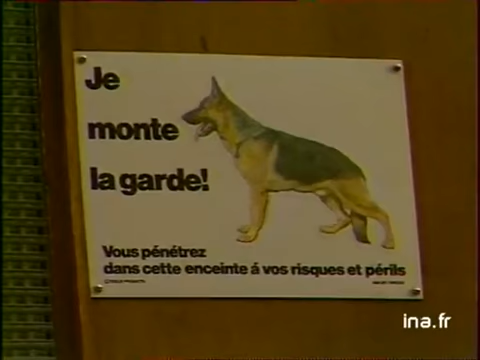 Je
monte
la garde!
Vous pénétrez
dans cette enceinte á vos risques et périls
ina.fr